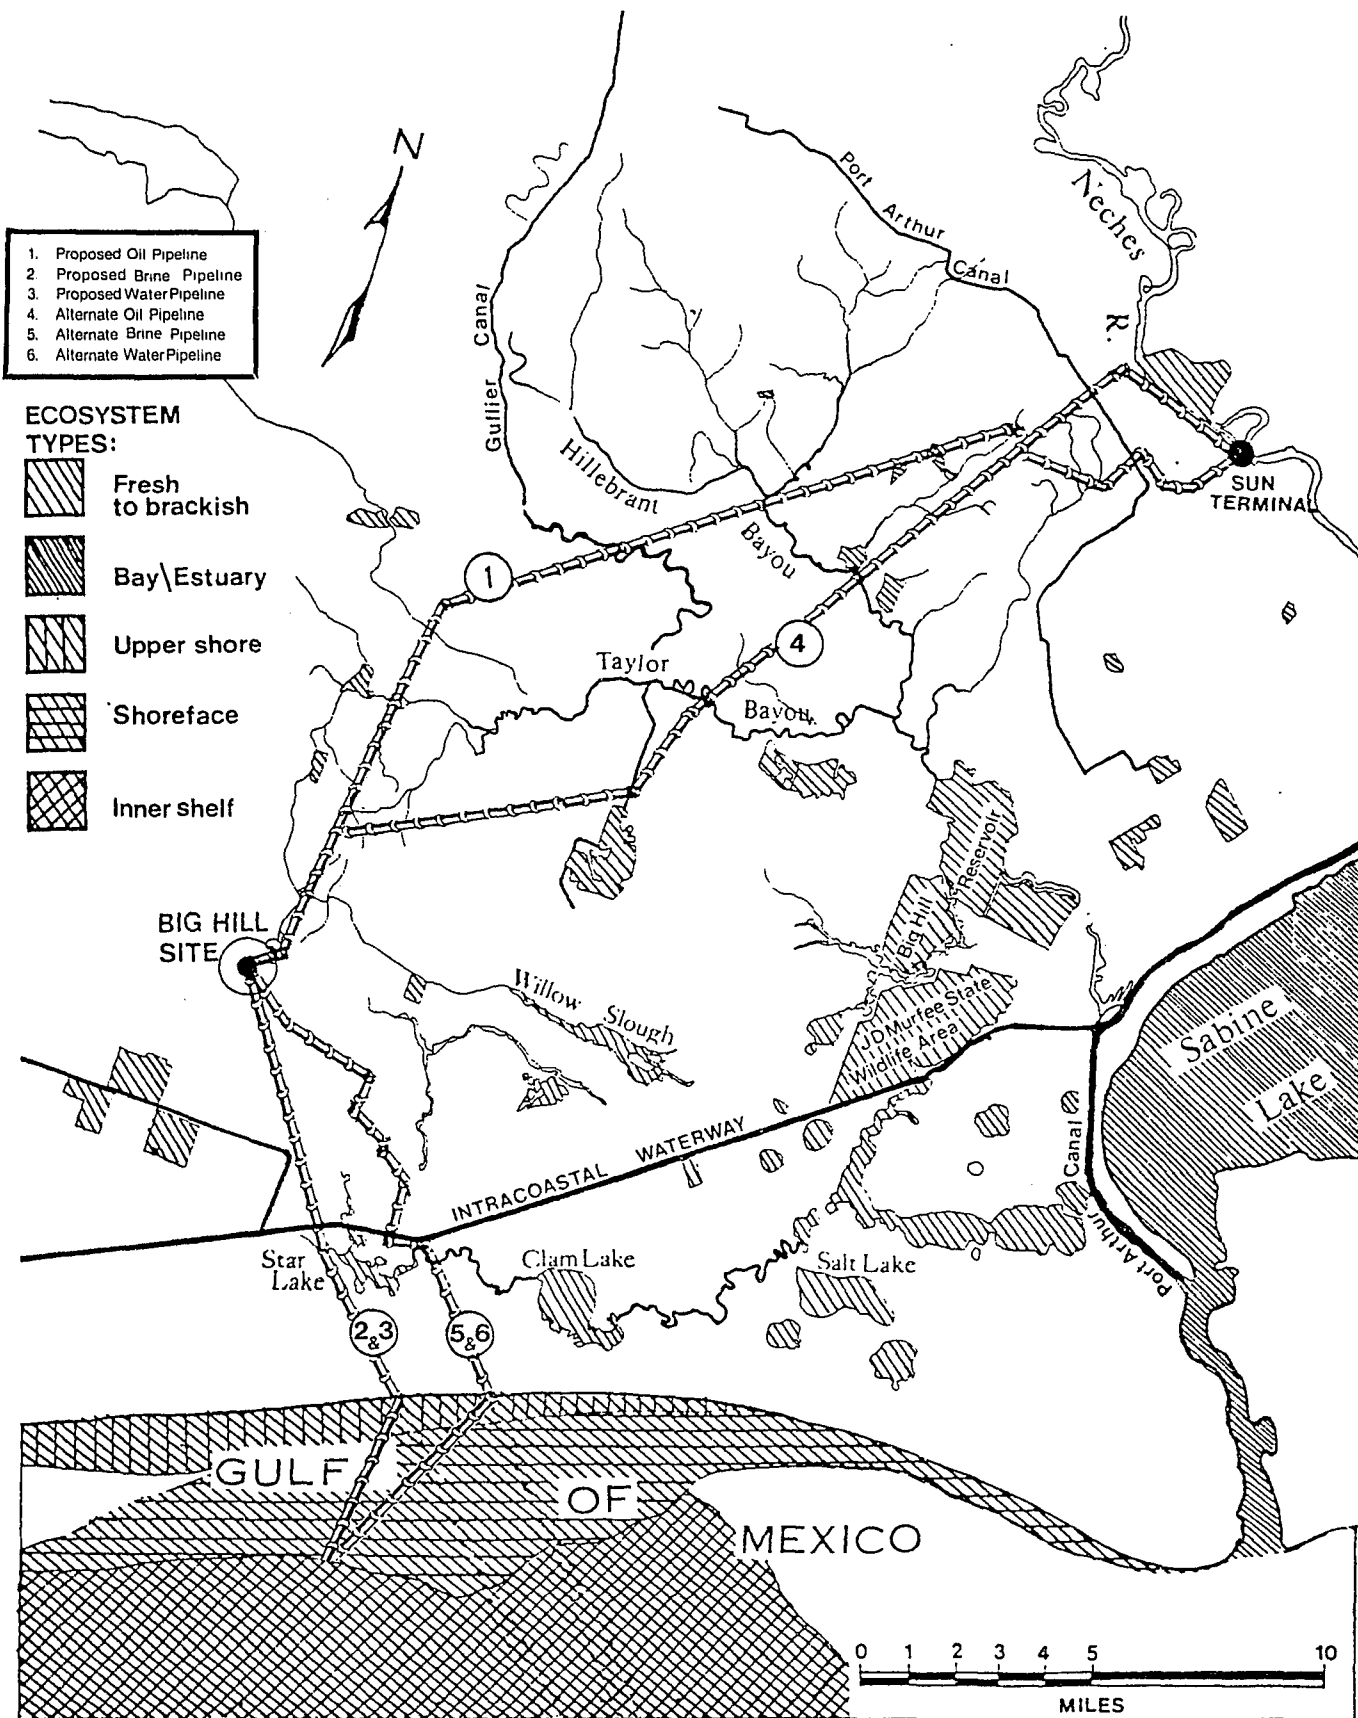 N
Port
Arthur
Canal
Neches
R.
1. Proposed Oil Pipeline
2 Proposed Brine Pipeline
3. Proposed Water Pipeline
4. Alternate Oil Pipeline
5. Alternate Brine Pipeline
6. Alternate Water Pipeline
ECOSYSTEM
TYPES:
Fresh
to brackish
Bay\Estuary
Upper shore
Shoreface
Inner shelf
Guflier Canal
Hillebrant
Bayou
SUN
TERMINAL
1
4
Taylor
Bayou
BIG HILL
SITE
Willow Slough
Big Hill Reservoir
JD Murfee State
Wildlife Area
Sabine
Lake
INTRACOASTAL WATERWAY
Canal
Port Arthur
Star
Lake
Clam Lake
Salt Lake
2&3
5&6
GULF
OF
MEXICO
0 1 2 3 4 5 10
MILES